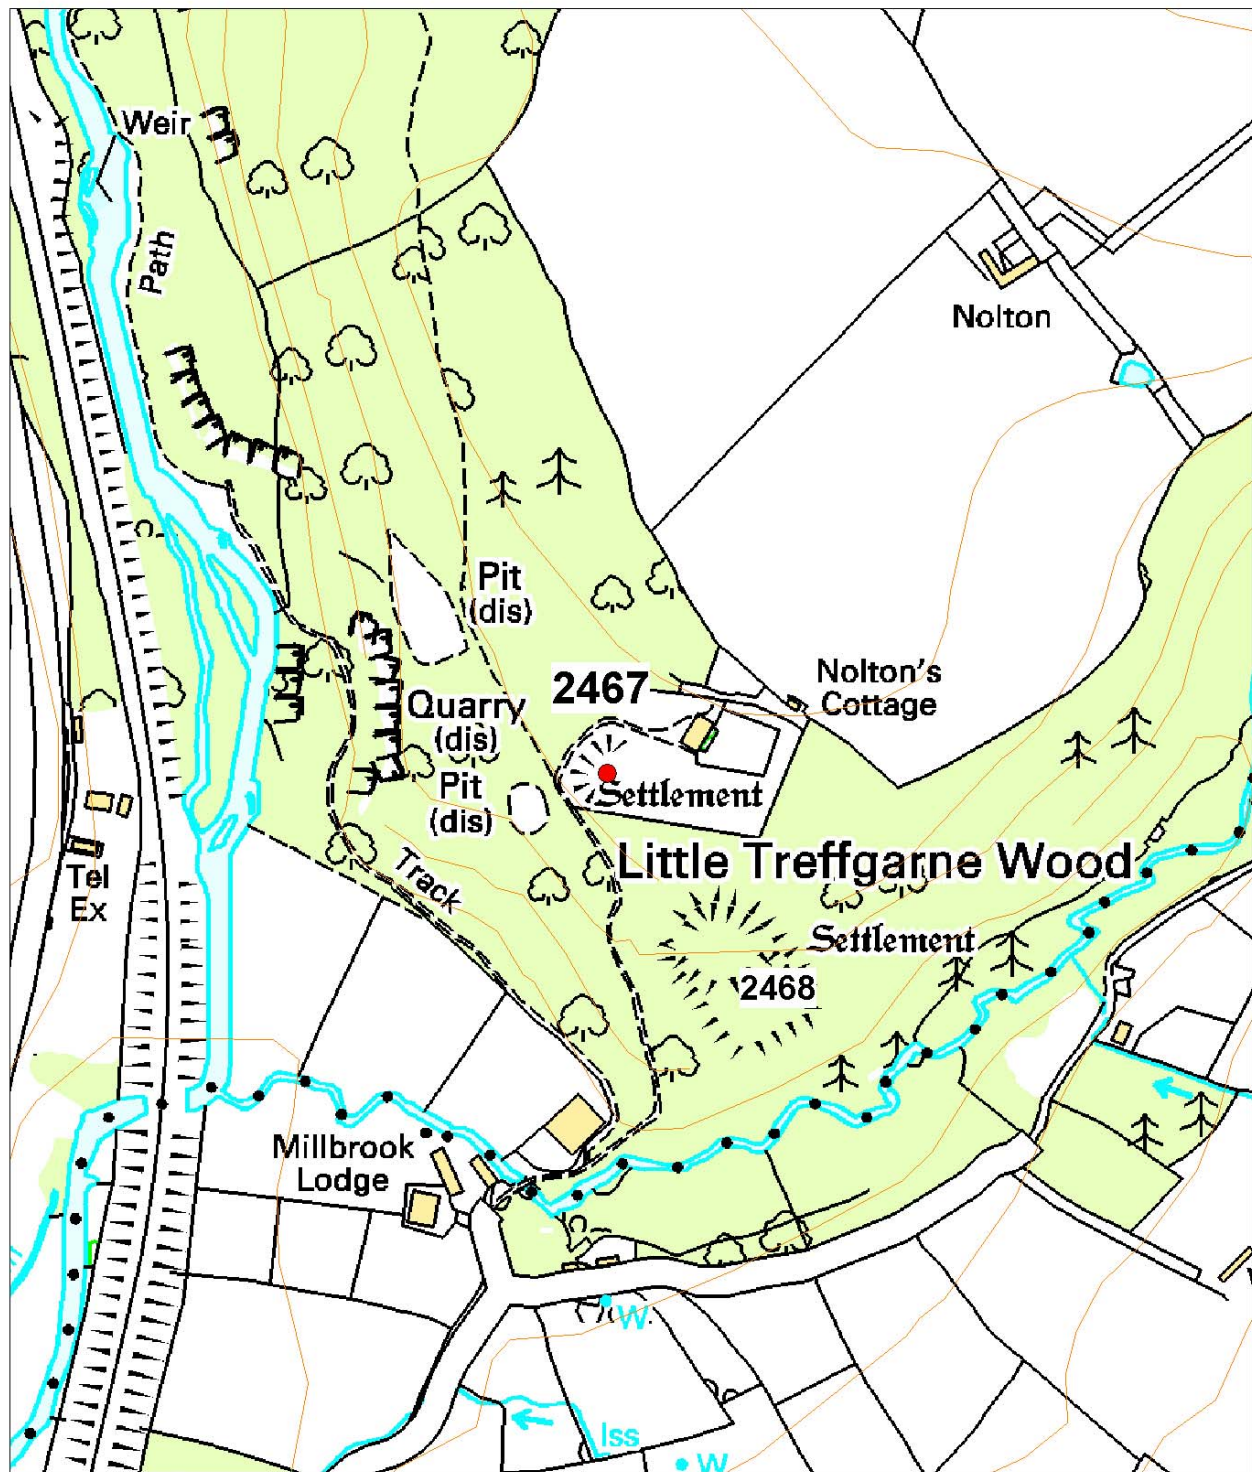 Weir
Path
Nolton
Pit
(dis)
2467
Nolton's
Cottage
Quarry
(dis)
Settlement
Pit
(dis)
Little Treffgarne Wood
Track
Tel
Ex
Settlement
2468
Millbrook
Lodge
W
Iss
W